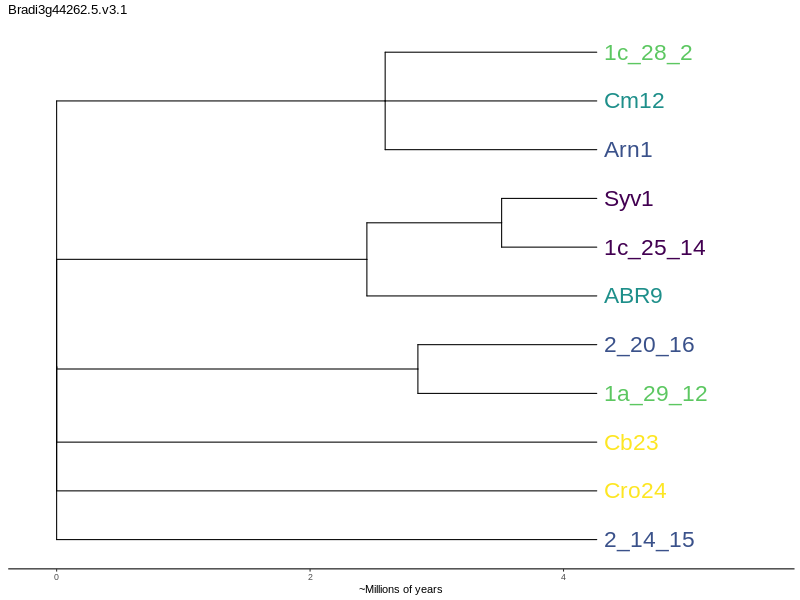 Bradi3g44262.5.v3.1
1c_28_2
Cm12
Arn1
Syv1
1c_25_14
ABR9
2_20_16
1a_29_12
Cb23
Cro24
2_14_15
0 2 4
~Millions of years